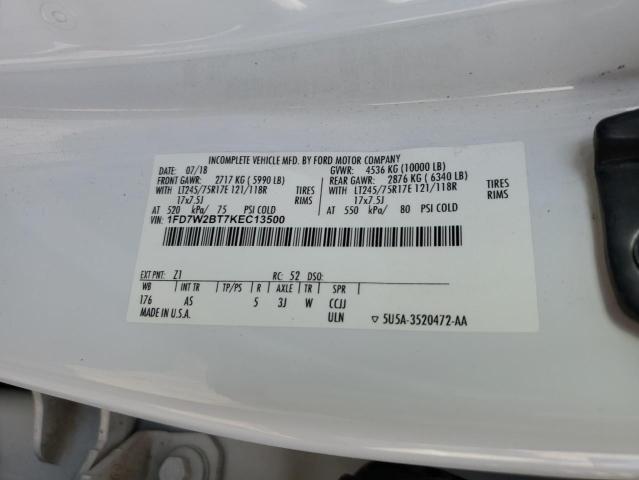 INCOMPLETE VEHICLE MFD. BY FORD MOTOR COMPANY
DATE: 07/18 GVWR: 4536 KG (10000 LB)
FRONT GAWR: 2717 KG ( 5990 LB) REAR GAWR: 2876 KG ( 6340 LB)
WITH LT245/75R17E 121/118R TIRES WITH LT245/75R17E 121/118R TIRES
17x7.5J RIMS 17x7.5J RIMS
AT 520 kPa/ 75 PSI COLD AT 550 kPa/ 80 PSI COLD
VIN: 1FD7W2BT7KEC13500
EXT PNT: Z1 RC: 52 DSO:
WB INT TR TP/PS R AXLE TR SPR
176 AS 5 3J W CCJJ
MADE IN U.S.A. ULN ▽ 5U5A-3520472-AA